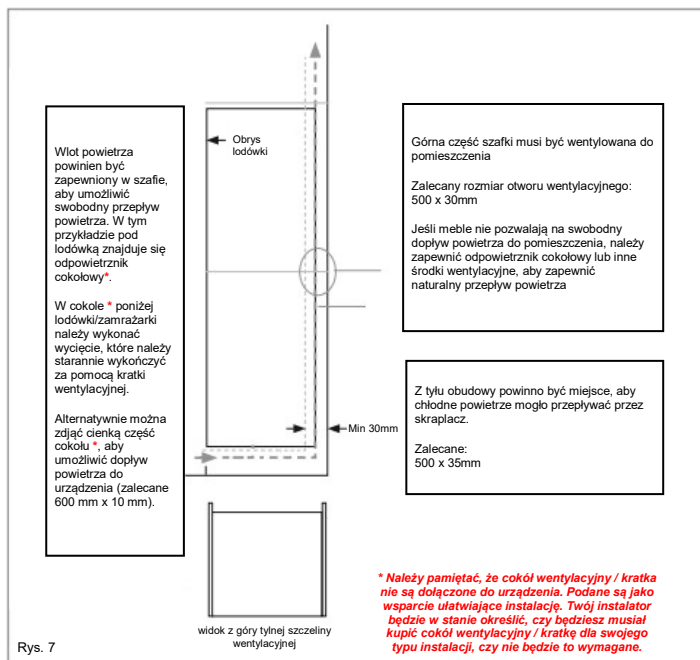 Wlot powietrza
powinien być
zapewniony w szafie,
aby umożliwić
swobodny przepływ
powietrza. W tym
przykładzie pod
lodówką znajduje się
odpowietrznik
cokołowy*.
W cokole * poniżej
lodówki/zamrażarki
należy wykonać
wycięcie, które należy
starannie wykończyć
za pomocą kratki
wentylacyjnej.
Alternatywnie można
zdjąć cienką część
cokołu *, aby
umożliwić dopływ
powietrza do
urządzenia (zalecane
600 mm x 10 mm).
Obrys
lodówki
Min 30mm
Górna część szafki musi być wentylowana do
pomieszczenia
Zalecany rozmiar otworu wentylacyjnego:
500 x 30mm
Jeśli meble nie pozwalają na swobodny
dopływ powietrza do pomieszczenia, należy
zapewnić odpowietrznik cokołowy lub inne
środki wentylacyjne, aby zapewnić
naturalny przepływ powietrza
Z tyłu obudowy powinno być miejsce, aby
chłodne powietrze mogło przepływać przez
skraplacz.
Zalecane:
500 x 35mm
widok z góry tylnej szczeliny
wentylacyjnej
* Należy pamiętać, że cokół wentylacyjny / kratka
nie są dołączone do urządzenia. Podane są jako
wsparcie ułatwiające instalację. Twój instalator
będzie w stanie określić, czy będziesz musiał
kupić cokół wentylacyjny / kratkę dla swojego
typu instalacji, czy nie będzie to wymagane.
Rys. 7